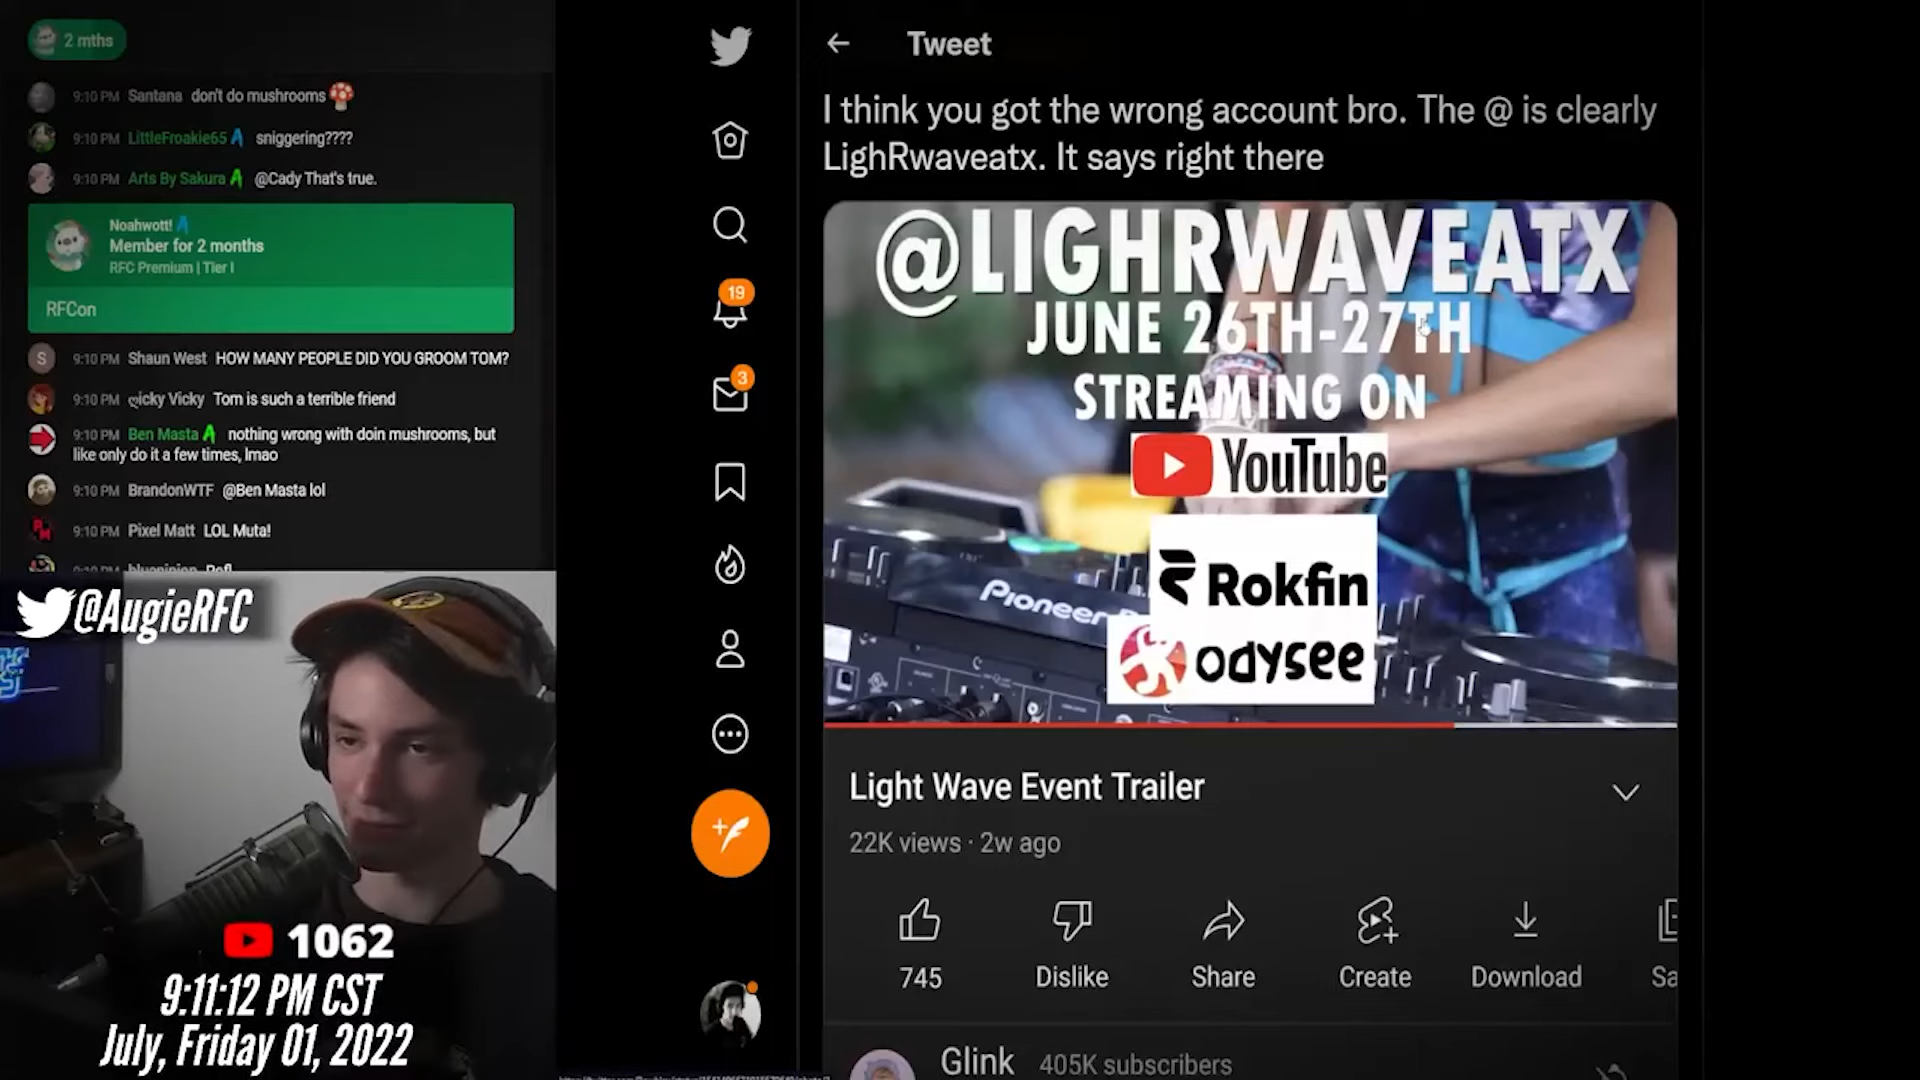 2 mths
9:10 PM Santana don't do mushrooms
9:10 PM LittleFroakie65 sniggering????
9:10 PM Arts By Sakura @Cady That's true.
Noahwott!
Member for 2 months
RFC Premium | Tier I
RFCon
S 9:10 PM Shaun West HOW MANY PEOPLE DID YOU GROOM TOM?
9:10 PM ღicky Vicky Tom is such a terrible friend
9:10 PM Ben Masta nothing wrong with doin mushrooms, but
like only do it a few times, lmao
9:10 PM BrandonWTF @Ben Masta lol
9:10 PM Pixel Matt LOL Muta!
@AugieRFC
1062
9:11:12 PM CST
July, Friday 01, 2022
19
3
Tweet
I think you got the wrong account bro. The @ is clearly
LighRwaveatx. It says right there
@LIGHRWAVEATX
JUNE 26TH-27TH
STREAMING ON
YouTube
Rokfin
odysee
Pioneer
Light Wave Event Trailer
22K views · 2w ago
745
Dislike
Share
Create
Download
Sa
Glink 405K subscribers